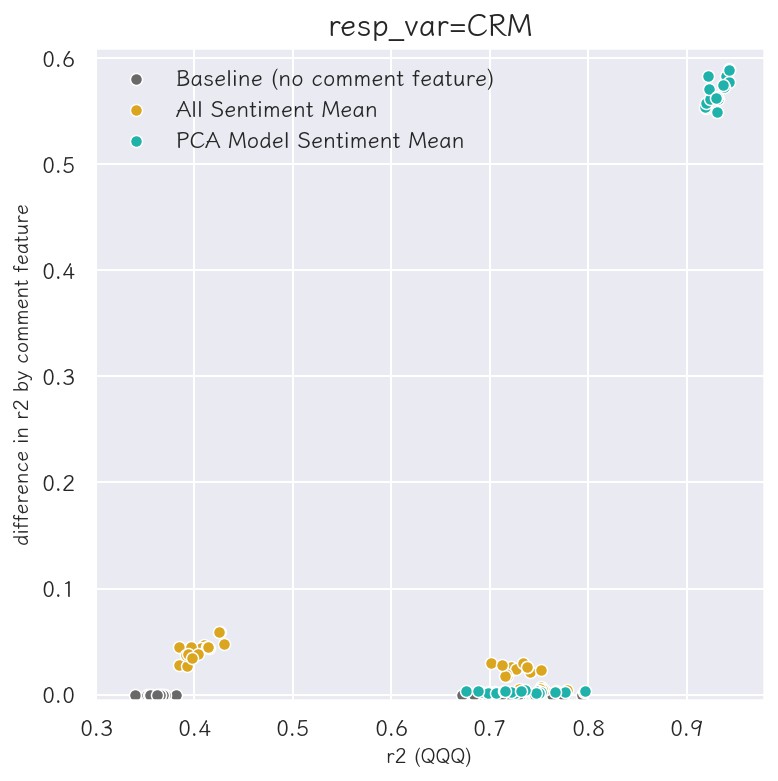 resp_var=CRM
Baseline (no comment feature)
All Sentiment Mean
PCA Model Sentiment Mean
difference in r2 by comment feature
0.6
0.5
0.4
0.3
0.2
0.1
0.0
0.3 0.4 0.5 0.6 0.7 0.8 0.9
r2 (QQQ)